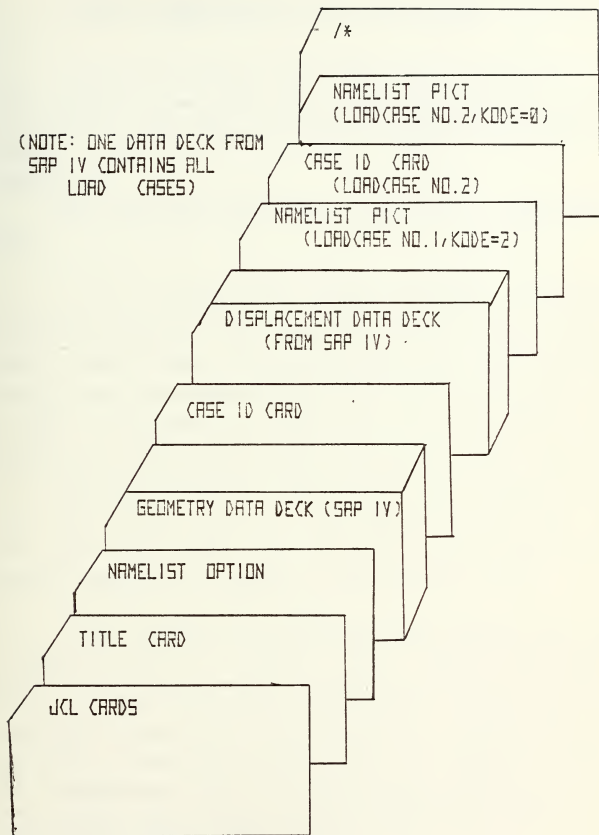 /*
NAMELIST PICT
(LOADCASE NO.2,KODE=0)
(NOTE: ONE DATA DECK FROM
SAP IV CONTAINS ALL
LOAD CASES)
CASE ID CARD
(LOADCASE NO.2)
NAMELIST PICT
(LOADCASE NO.1,KODE=2)
DISPLACEMENT DATA DECK
(FROM SAP IV)
CASE ID CARD
GEOMETRY DATA DECK (SAP IV)
NAMELIST OPTION
TITLE CARD
JCL CARDS